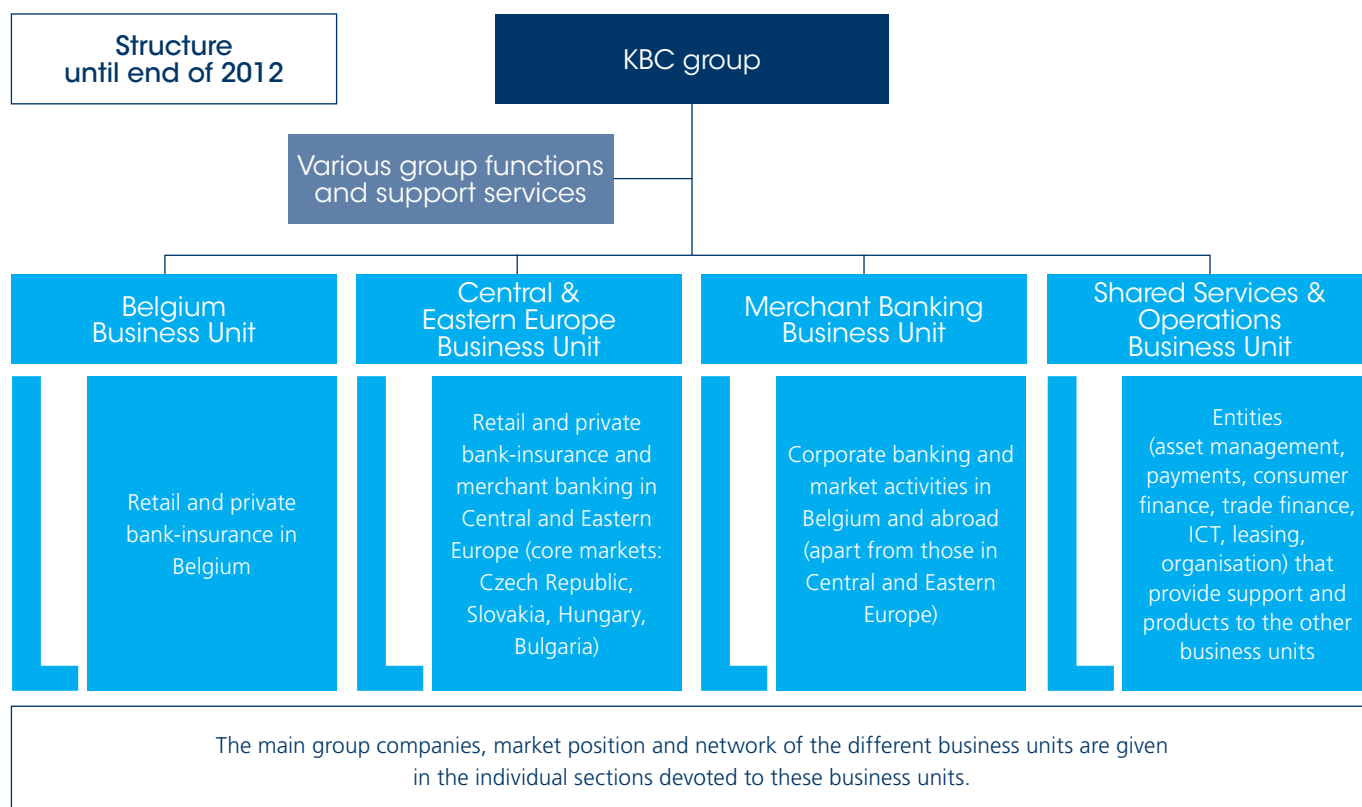 Structure
until end of 2012
KBC group
Various group functions
and support services
Belgium
Business Unit
Central &
Eastern Europe
Business Unit
Merchant Banking
Business Unit
Shared Services &
Operations
Business Unit
Retail and private
bank-insurance in
Belgium
Retail and private
bank-insurance and
merchant banking in
Central and Eastern
Europe (core markets:
Czech Republic,
Slovakia, Hungary,
Bulgaria)
Corporate banking and
market activities in
Belgium and abroad
(apart from those in
Central and Eastern
Europe)
Entities
(asset management,
payments, consumer
finance, trade finance,
ICT, leasing,
organisation) that
provide support and
products to the other
business units
The main group companies, market position and network of the different business units are given
in the individual sections devoted to these business units.